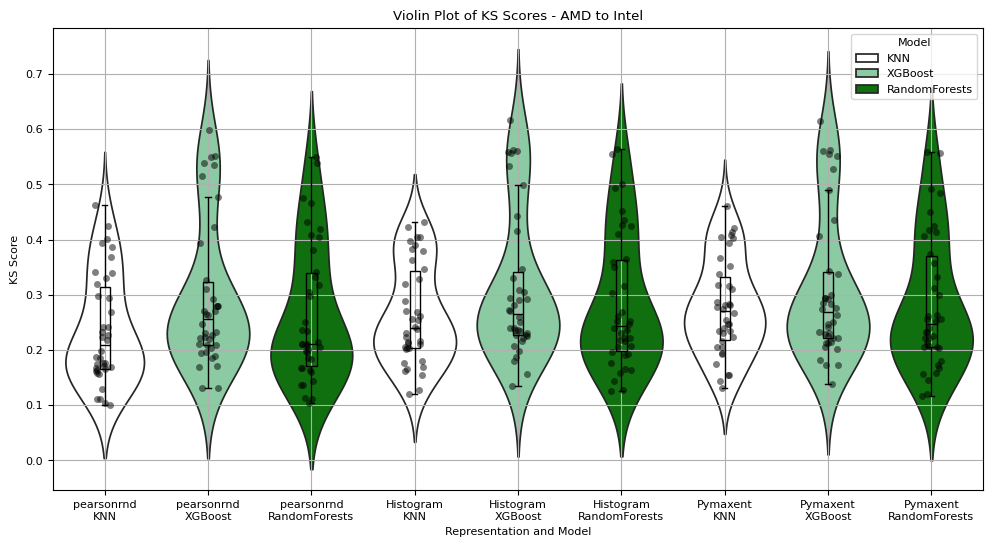 Violin Plot of KS Scores - AMD to Intel
Model
KNN
XGBoost
RandomForests
KS Score
0.7
0.6
0.5
0.4
0.3
0.2
0.1
0.0
pearsonrnd
KNN
pearsonrnd
XGBoost
pearsonrnd
RandomForests
Histogram
KNN
Histogram
XGBoost
Histogram
RandomForests
Pymaxent
KNN
Pymaxent
XGBoost
Pymaxent
RandomForests
Representation and Model